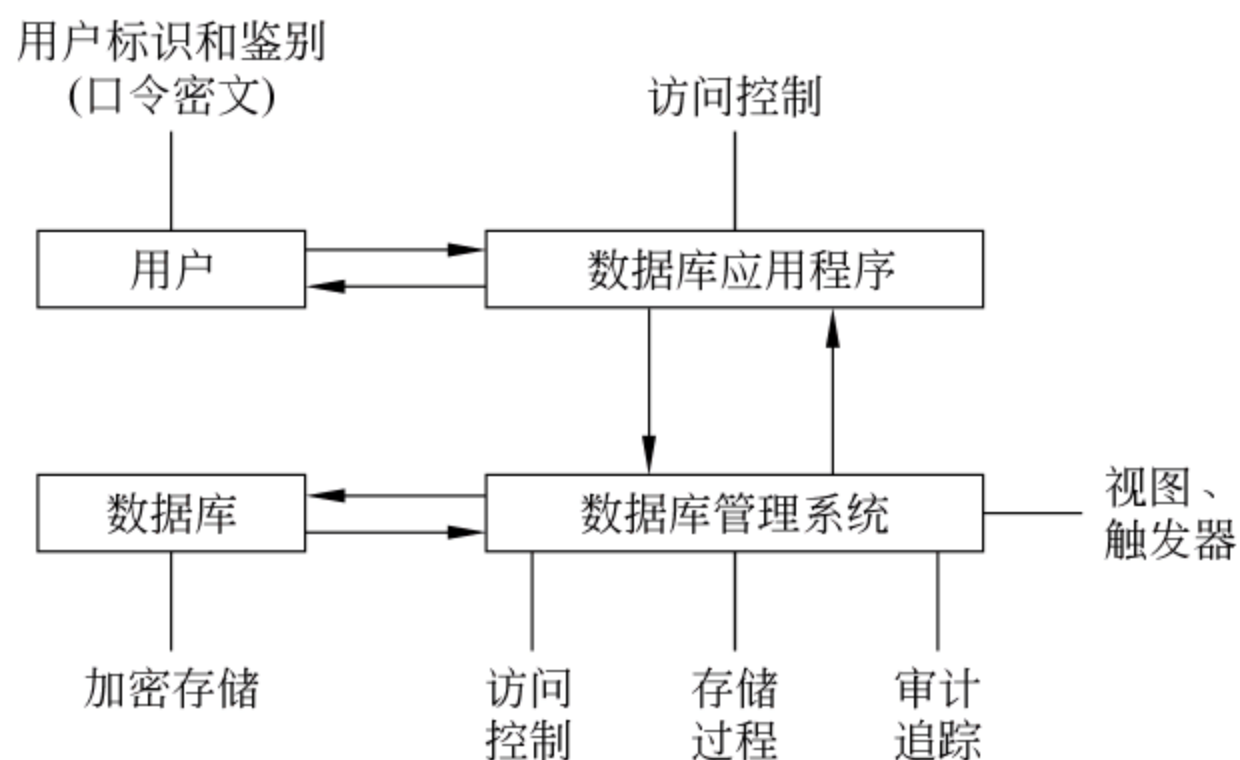 用户标识和鉴别
(口令密文)
访问控制
用户
数据库应用程序
数据库
数据库管理系统
视图、
触发器
加密存储
访问
控制
存储
过程
审计
追踪